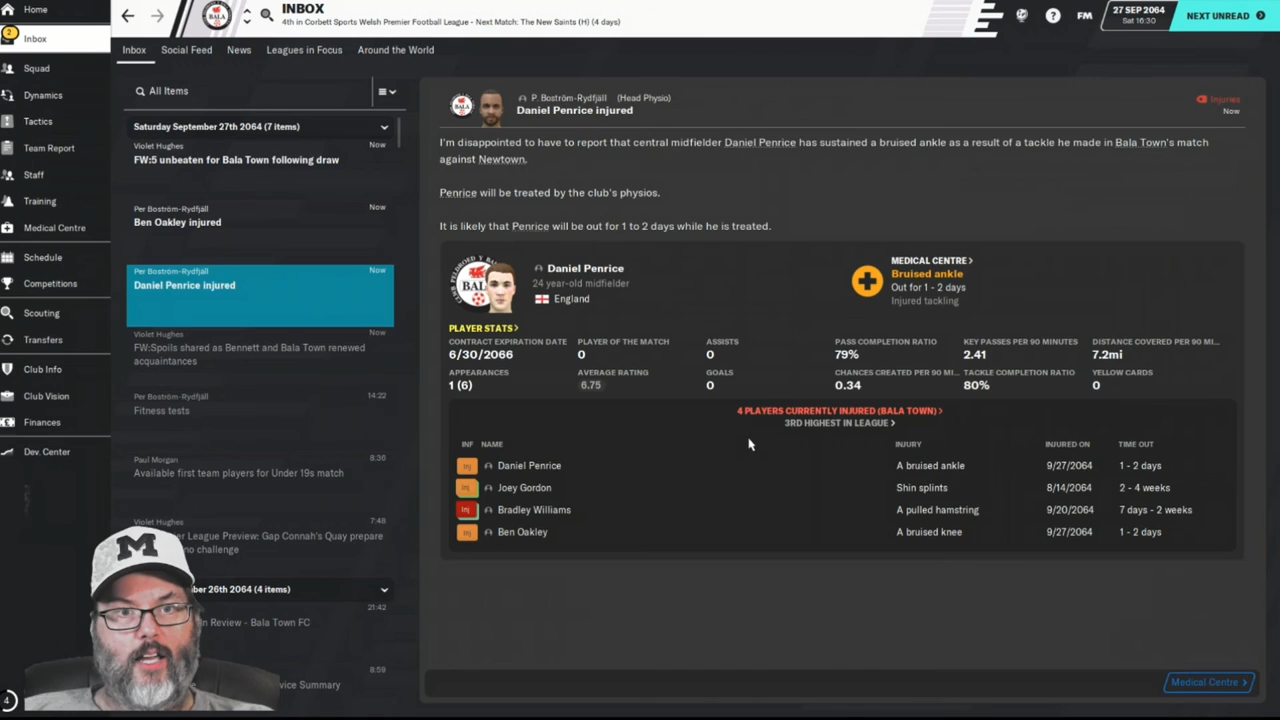 Home
INBOX
4th in Corbett Sports Welsh Premier Football League - Next Match: The New Saints (H) (4 days)
FM
27 SEP 2064
Sat 16:30
NEXT UNREAD
2
Inbox
Squad
Dynamics
Tactics
Team Report
Staff
Training
Medical Centre
Schedule
Competitions
Scouting
Transfers
Club Info
Club Vision
Finances
Dev. Center
4
Inbox
Social Feed
News
Leagues in Focus
Around the World
All Items
Saturday September 27th 2064 (7 items)
Violet Hughes
Now
FW:5 unbeaten for Bala Town following draw
Per Boström-Rydfjäll
Now
Ben Oakley injured
Per Boström-Rydfjäll
Now
Daniel Penrice injured
Violet Hughes
Now
FW:Spoils shared as Bennett and Bala Town renewed
acquaintances
Per Boström-Rydfjäll
14:22
Fitness tests
Paul Morgan
8:36
Available first team players for Under 19s match
Violet Hughes
7:48
er League Preview: Gap Connah's Quay prepare
no challenge
ber 26th 2064 (4 items)
21:42
n Review - Bala Town FC
8:59
vice Summary
P. Boström-Rydfjäll (Head Physio)
Daniel Penrice injured
Injuries
Now
I'm disappointed to have to report that central midfielder Daniel Penrice has sustained a bruised ankle as a result of a tackle he made in Bala Town's match
against Newtown.
Penrice will be treated by the club's physios.
It is likely that Penrice will be out for 1 to 2 days while he is treated.
BAL
Daniel Penrice
24 year-old midfielder
England
MEDICAL CENTRE
Bruised ankle
Out for 1 - 2 days
Injured tackling
PLAYER STATS
CONTRACT EXPIRATION DATE
PLAYER OF THE MATCH
ASSISTS
PASS COMPLETION RATIO
KEY PASSES PER 90 MINUTES
DISTANCE COVERED PER 90 MI...
6/30/2066
0
0
79%
2.41
7.2mi
APPEARANCES
AVERAGE RATING
GOALS
CHANCES CREATED PER 90 MI...
TACKLE COMPLETION RATIO
YELLOW CARDS
1 (6)
6.75
0
0.34
80%
0
4 PLAYERS CURRENTLY INJURED (BALA TOWN)
3RD HIGHEST IN LEAGUE
INF NAME
INJURY
INJURED ON
TIME OUT
Inj Daniel Penrice
A bruised ankle
9/27/2064
1 - 2 days
Inj Joey Gordon
Shin splints
8/14/2064
2 - 4 weeks
Inj Bradley Williams
A pulled hamstring
9/20/2064
7 days - 2 weeks
Inj Ben Oakley
A bruised knee
9/27/2064
1 - 2 days
Medical Centre
M